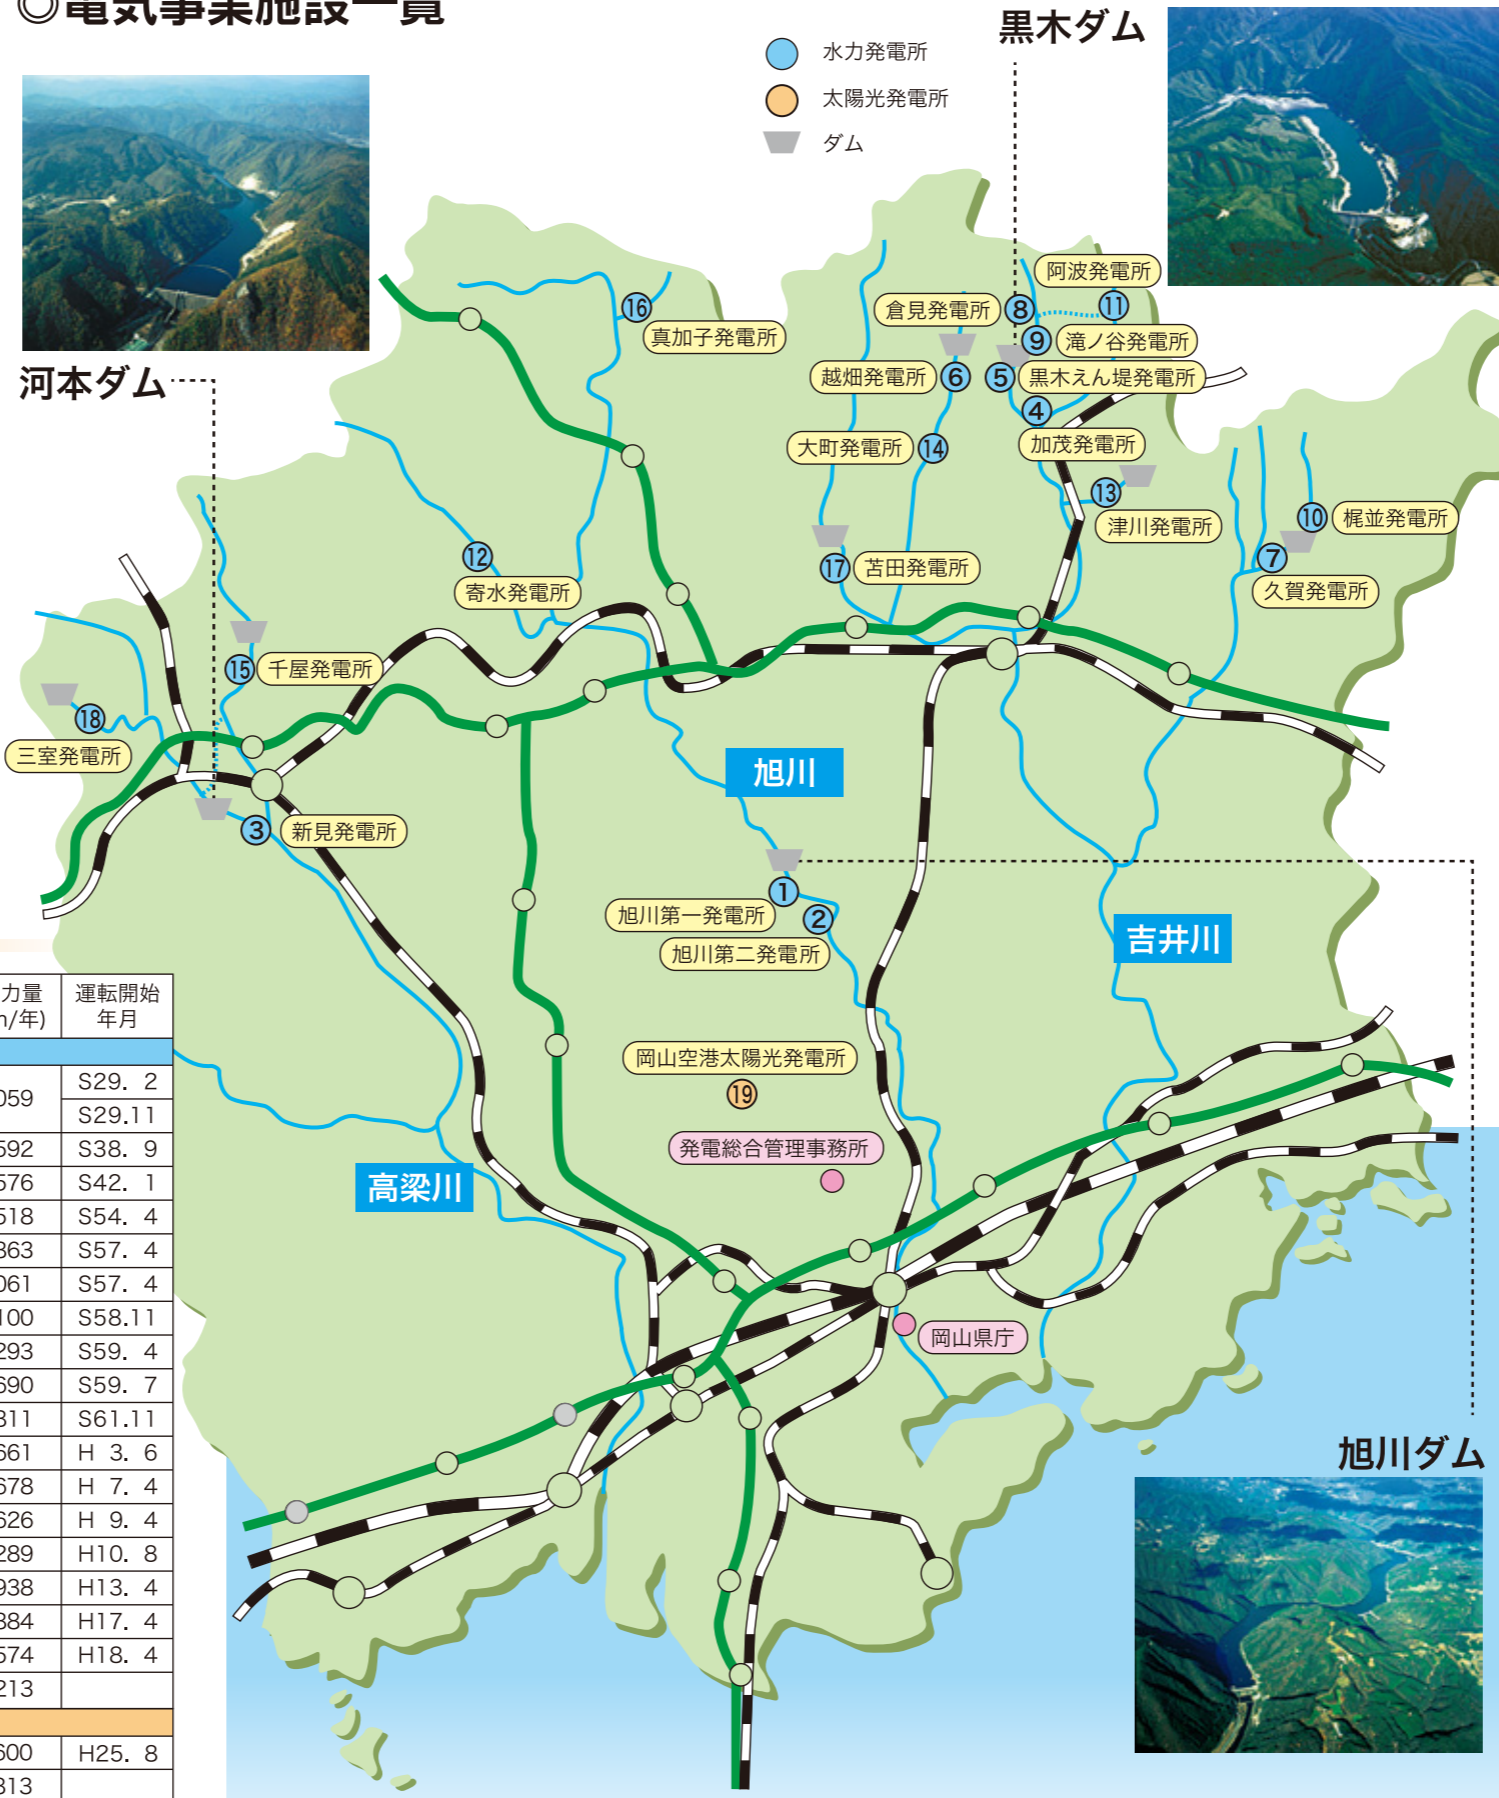 ◎電気事業施設一覧
黒木ダム
水力発電所
太陽光発電所
ダム
河本ダム
阿波発電所
⑪
倉見発電所
⑧
⑯
真加子発電所
⑨
滝ノ谷発電所
越畑発電所
⑥
⑤
黒木えん堤発電所
④
加茂発電所
大町発電所
⑭
⑬
津川発電所
⑩
梶並発電所
⑫
寄水発電所
⑰
苫田発電所
⑦
久賀発電所
⑮
千屋発電所
⑱
三室発電所
旭川
③
新見発電所
①
旭川第一発電所
②
旭川第二発電所
吉井川
岡山空港太陽光発電所
⑲
発電総合管理事務所
高梁川
岡山県庁
旭川ダム
力量 運転開始
/年) 年月
059 S29. 2
S29.11
592 S38. 9
576 S42. 1
518 S54. 4
363 S57. 4
061 S57. 4
100 S58.11
293 S59. 4
690 S59. 7
311 S61.11
661 H 3. 6
678 H 7. 4
626 H 9. 4
289 H10. 8
938 H13. 4
384 H17. 4
574 H18. 4
213
600 H25. 8
313